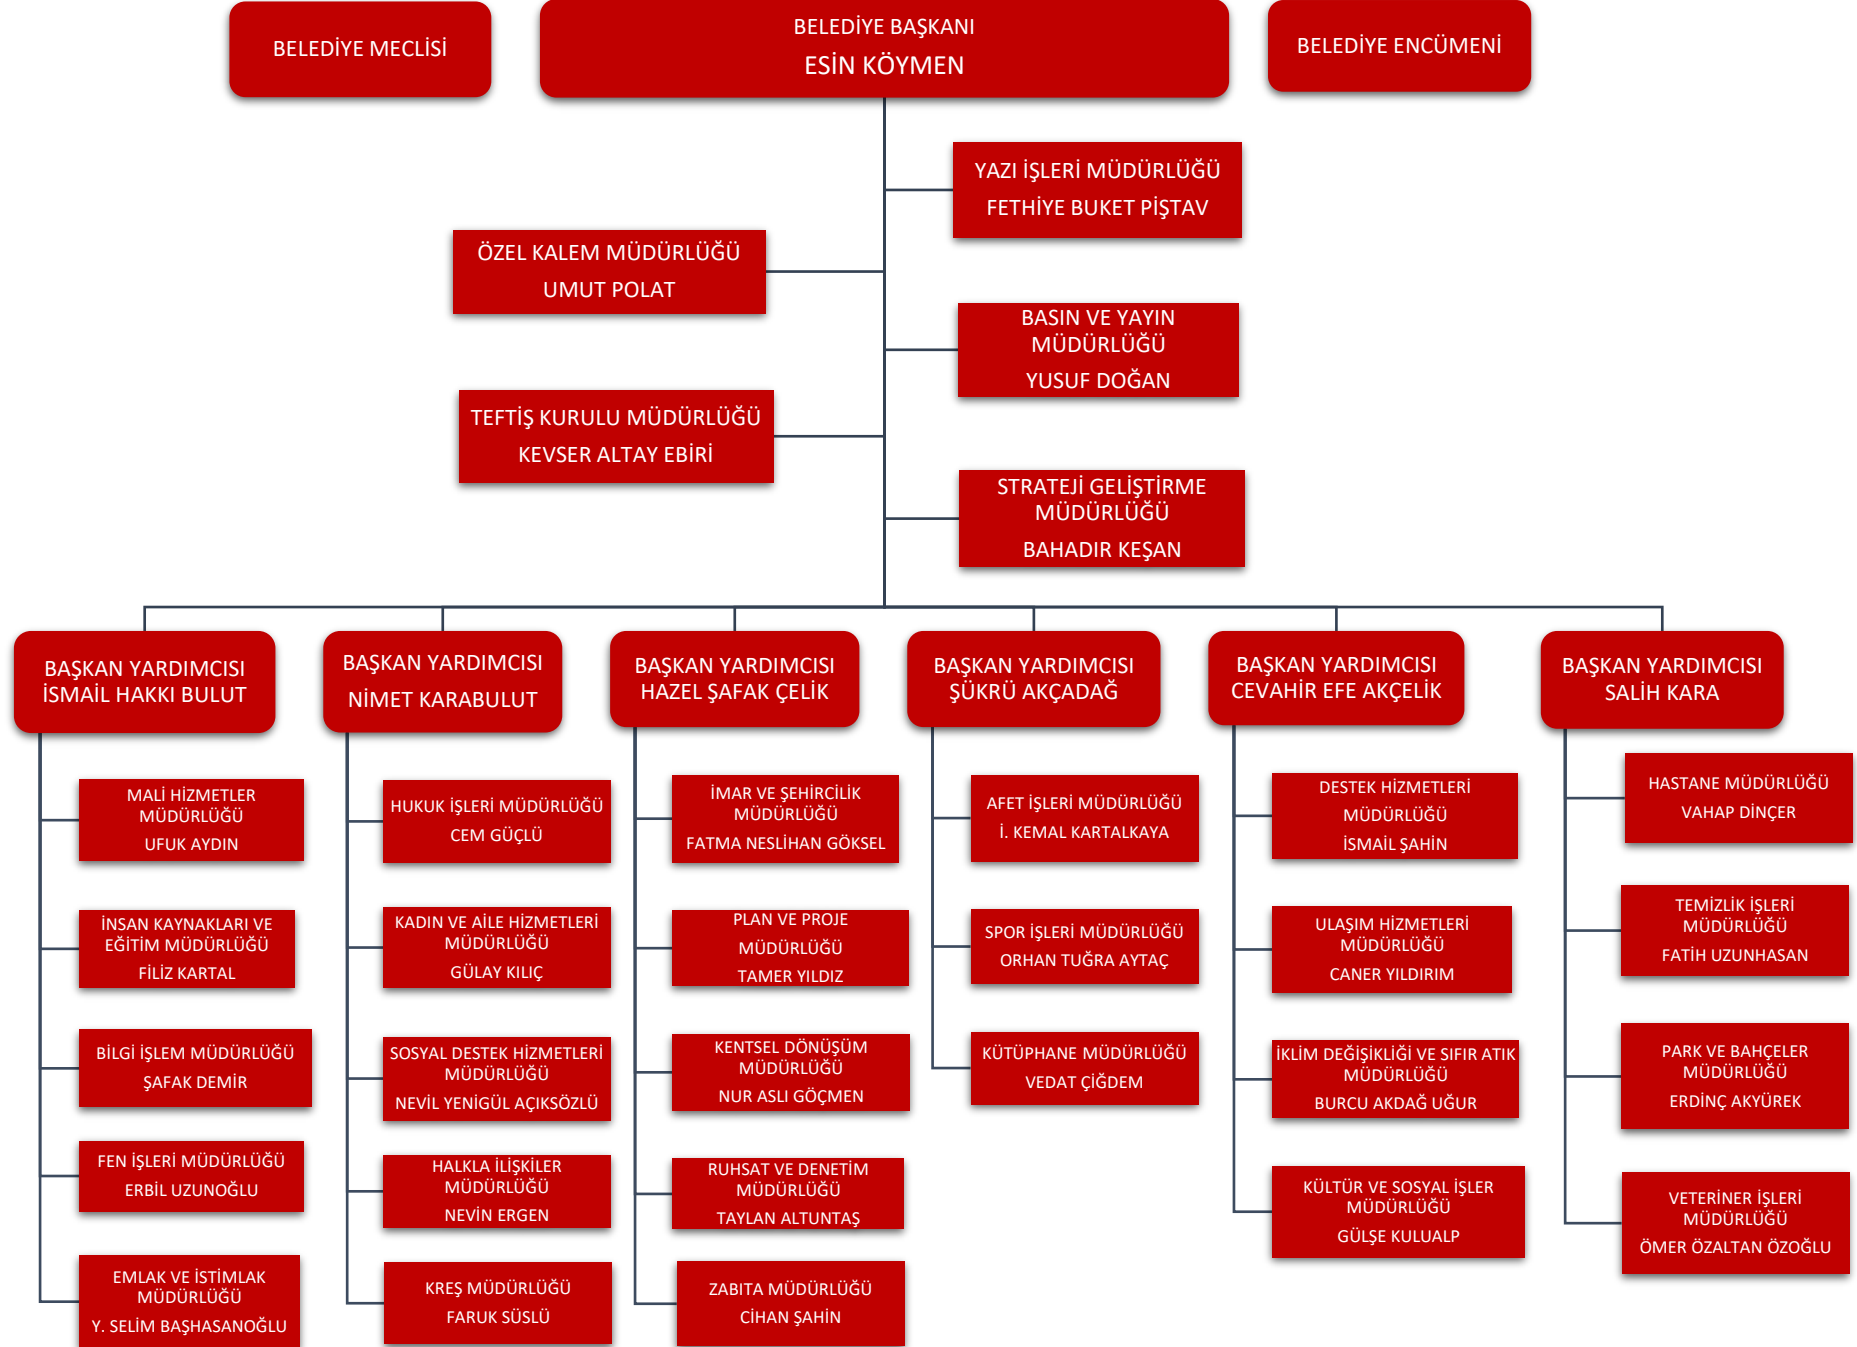 BELEDİYE MECLİSİ
BELEDİYE BAŞKANI
ESİN KÖYMEN
BELEDİYE ENCÜMENİ
YAZI İŞLERİ MÜDÜRLÜĞÜ
FETHİYE BUKET PİŞTAV
ÖZEL KALEM MÜDÜRLÜĞÜ
UMUT POLAT
BASIN VE YAYIN
MÜDÜRLÜĞÜ
YUSUF DOĞAN
TEFTİŞ KURULU MÜDÜRLÜĞÜ
KEVSER ALTAY EBİRİ
STRATEJİ GELİŞTİRME
MÜDÜRLÜĞÜ
BAHADIR KEŞAN
BAŞKAN YARDIMCISI
İSMAİL HAKKI BULUT
MALİ HİZMETLER
MÜDÜRLÜĞÜ
UFUK AYDIN
İNSAN KAYNAKLARI VE
EĞİTİM MÜDÜRLÜĞÜ
FİLİZ KARTAL
BİLGİ İŞLEM MÜDÜRLÜĞÜ
ŞAFAK DEMİR
FEN İŞLERİ MÜDÜRLÜĞÜ
ERBİL UZUNOĞLU
EMLAK VE İSTİMLAK
MÜDÜRLÜĞÜ
Y. SELİM BAŞHASANOĞLU
BAŞKAN YARDIMCISI
NİMET KARABULUT
HUKUK İŞLERİ MÜDÜRLÜĞÜ
CEM GÜÇLÜ
KADIN VE AİLE HİZMETLERİ
MÜDÜRLÜĞÜ
GÜLAY KILIÇ
SOSYAL DESTEK HİZMETLERİ
MÜDÜRLÜĞÜ
NEVİL YENİGÜL AÇIKSÖZLÜ
HALKLA İLİŞKİLER
MÜDÜRLÜĞÜ
NEVİN ERGEN
KREŞ MÜDÜRLÜĞÜ
FARUK SÜSLÜ
BAŞKAN YARDIMCISI
HAZEL ŞAFAK ÇELİK
İMAR VE ŞEHİRCİLİK
MÜDÜRLÜĞÜ
FATMA NESLİHAN GÖKSEL
PLAN VE PROJE
MÜDÜRLÜĞÜ
TAMER YILDIZ
KENTSEL DÖNÜŞÜM
MÜDÜRLÜĞÜ
NUR ASLI GÖÇMEN
RUHSAT VE DENETİM
MÜDÜRLÜĞÜ
TAYLAN ALTUNTAŞ
ZABITA MÜDÜRLÜĞÜ
CİHAN ŞAHİN
BAŞKAN YARDIMCISI
ŞÜKRÜ AKÇADAĞ
AFET İŞLERİ MÜDÜRLÜĞÜ
İ. KEMAL KARTALKAYA
SPOR İŞLERİ MÜDÜRLÜĞÜ
ORHAN TUĞRA AYTAÇ
KÜTÜPHANE MÜDÜRLÜĞÜ
VEDAT ÇİĞDEM
BAŞKAN YARDIMCISI
CEVAHİR EFE AKÇELİK
DESTEK HİZMETLERİ
MÜDÜRLÜĞÜ
İSMAİL ŞAHİN
ULAŞIM HİZMETLERİ
MÜDÜRLÜĞÜ
CANER YILDIRIM
İKLİM DEĞİŞİKLİĞİ VE SIFIR ATIK
MÜDÜRLÜĞÜ
BURCU AKDAĞ UĞUR
KÜLTÜR VE SOSYAL İŞLER
MÜDÜRLÜĞÜ
GÜLŞE KULUALP
BAŞKAN YARDIMCISI
SALİH KARA
HASTANE MÜDÜRLÜĞÜ
VAHAP DİNÇER
TEMİZLİK İŞLERİ
MÜDÜRLÜĞÜ
FATİH UZUNHASAN
PARK VE BAHÇELER
MÜDÜRLÜĞÜ
ERDİNÇ AKYÜREK
VETERİNER İŞLERİ
MÜDÜRLÜĞÜ
ÖMER ÖZALTAN ÖZOĞLU